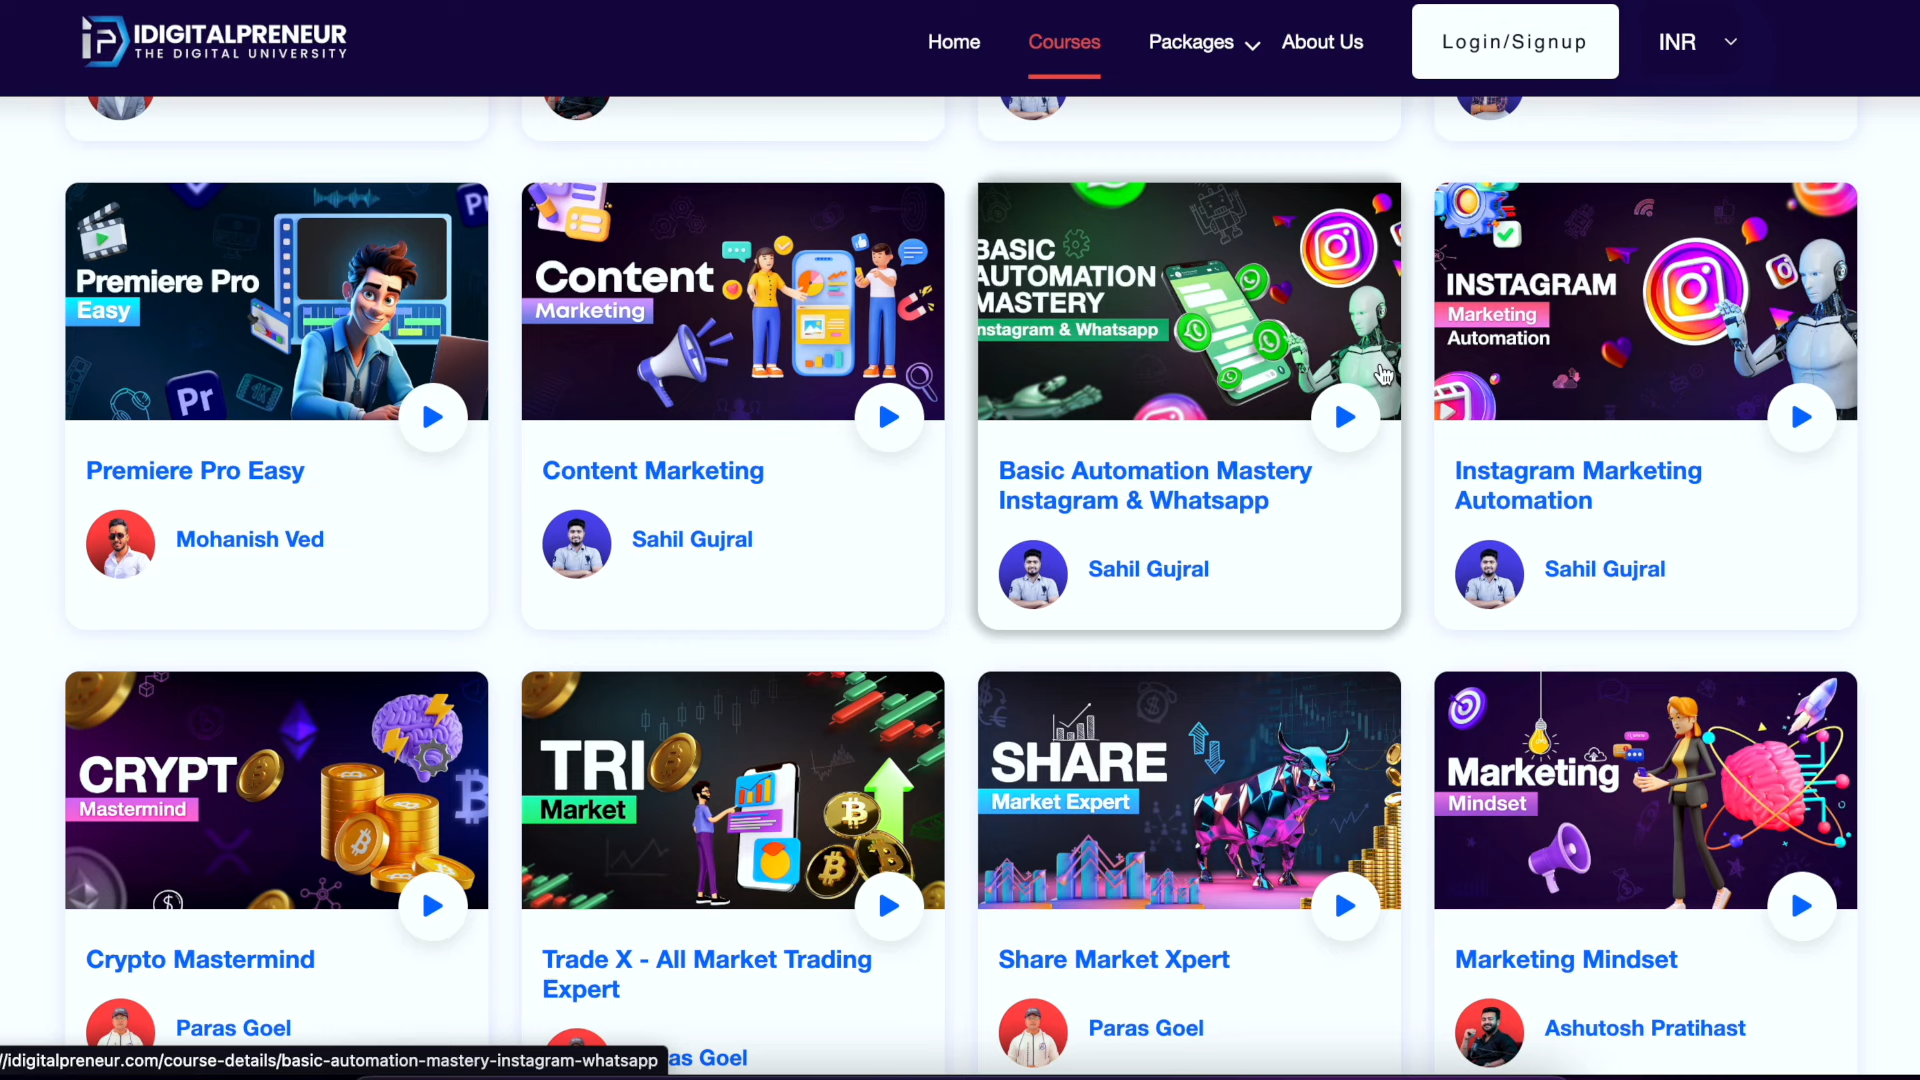 IDIGITALPRENEUR
THE DIGITAL UNIVERSITY
Home
Courses
Packages
About Us
Login/Signup
INR
Premiere Pro
Easy
Pr
Pr
Content
Marketing
BASIC
AUTOMATION
MASTERY
nstagram & Whatsapp
INSTAGRAM
Marketing
Automation
Premiere Pro Easy
Content Marketing
Basic Automation Mastery
Instagram & Whatsapp
Instagram Marketing
Automation
Mohanish Ved
Sahil Gujral
Sahil Gujral
Sahil Gujral
CRYPT
Mastermind
TRI
Market
SHARE
Market Expert
Marketing
Mindset
Crypto Mastermind
Trade X - All Market Trading
Expert
Share Market Xpert
Marketing Mindset
Paras Goel
as Goel
Paras Goel
Ashutosh Pratihast
/idigitalpreneur.com/course-details/basic-automation-mastery-instagram-whatsapp